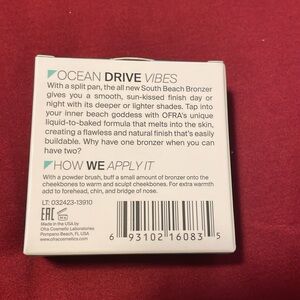 OCEAN DRIVE VIBES
With a split pan, the all new South Beach Bronzer
gives you a smooth, sun-kissed finish day or
night with its deeper or lighter shades. Tap into
your inner beach goddess with OFRA's unique
liquid-to-baked formula that melts into the skin,
creating a flawless and natural finish that's easily
buildable. Why have one bronzer when you can
have two?
HOW WE APPLY IT
With a powder brush, buff a small amount of bronzer onto the
cheekbones to warm and sculpt cheekbones. For extra warmth
add to forehead, chin, and bridge of nose.
LT: 032423-13910
Made in the USA by
Ofra Cosmetic Laboratories
Pompano Beach, FL USA
www.ofracosmetics.com
6 93102 16083 5